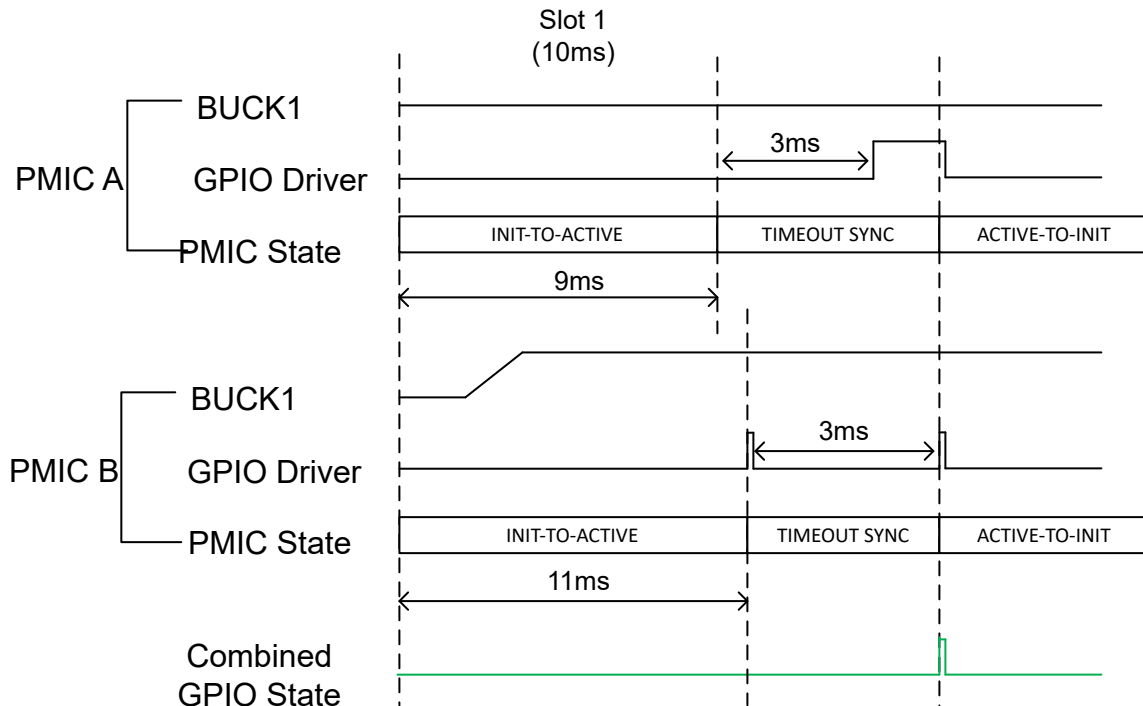 Slot 1
(10ms)
BUCK1
3ms
PMIC A
GPIO Driver
INIT-TO-ACTIVE
TIMEOUT SYNC
ACTIVE-TO-INIT
PMIC State
9ms
BUCK1
3ms
PMIC B
GPIO Driver
INIT-TO-ACTIVE
TIMEOUT SYNC
ACTIVE-TO-INIT
PMIC State
11ms
Combined
GPIO State